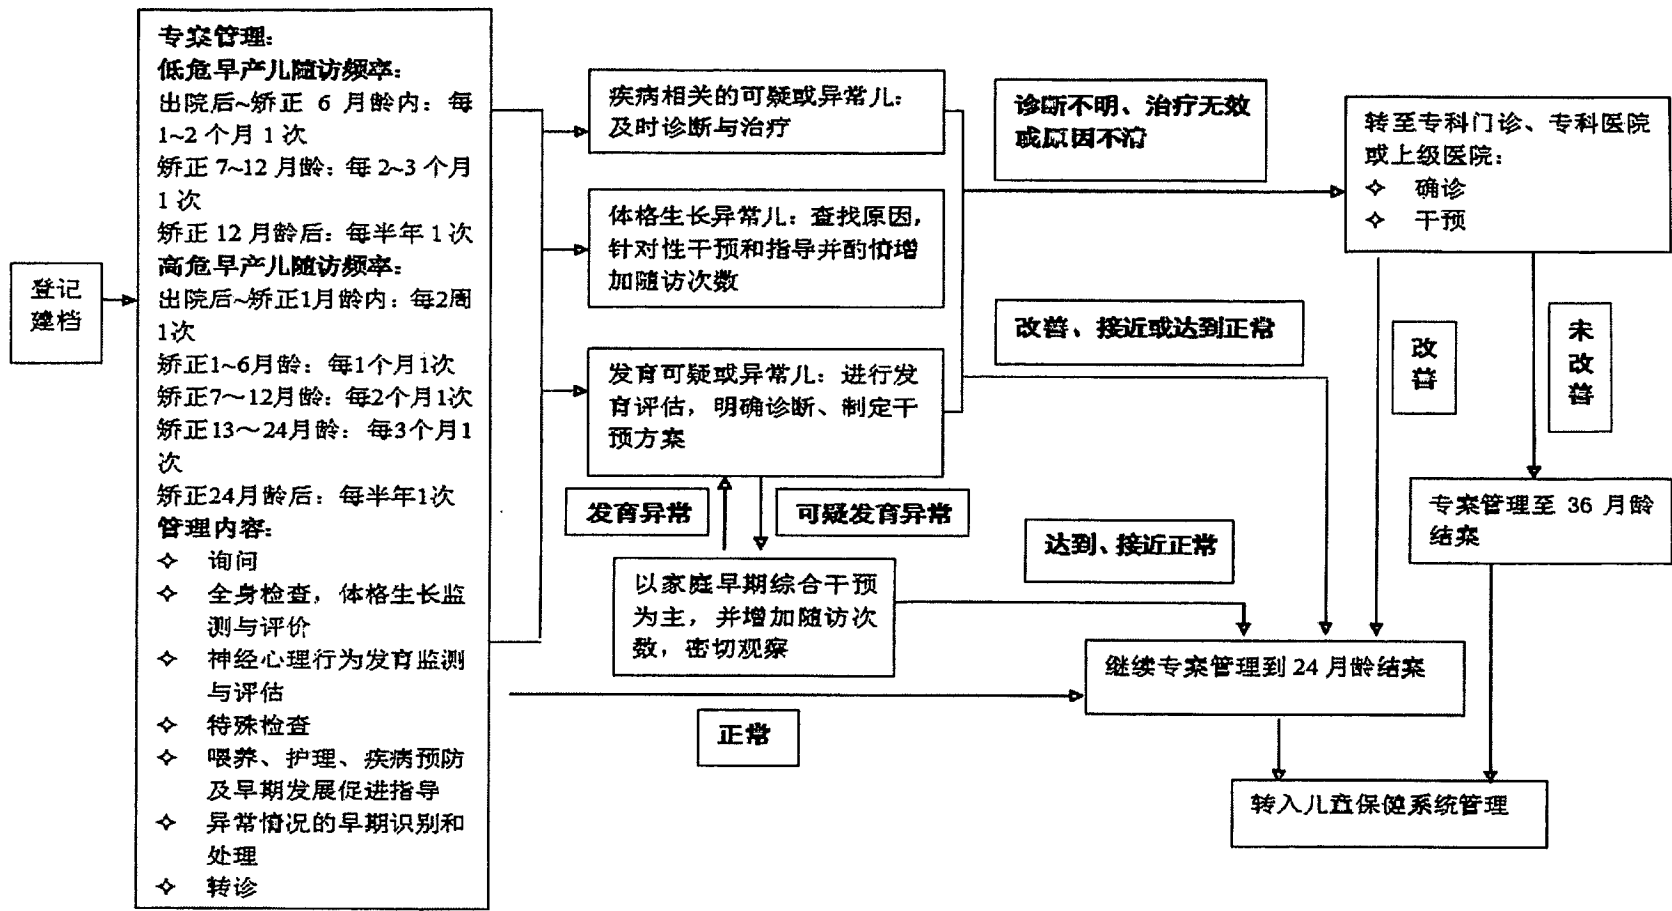 登记
建档
专案管理：
低危早产儿随访频率：
出院后~矫正 6 月龄内：每
1~2 个月 1 次
矫正 7~12 月龄：每 2~3 个月
1 次
矫正 12 月龄后：每半年 1 次
高危早产儿随访频率：
出院后~矫正1月龄内：每2周
1次
矫正1~6月龄：每1个月1次
矫正7～12月龄：每2个月1次
矫正13～24月龄：每3个月1
次
矫正24月龄后：每半年1次
管理内容：
✧ 询问
✧ 全身检查，体格生长监
测与评价
✧ 神经心理行为发育监测
与评估
✧ 特殊检查
✧ 喂养、护理、疾病预防
及早期发展促进指导
✧ 异常情况的早期识别和
处理
✧ 转诊
疾病相关的可疑或异常儿：
及时诊断与治疗
体格生长异常儿：查找原因，
针对性干预和指导并酌情增
加随访次数
发育可疑或异常儿：进行发
育评估，明确诊断、制定干
预方案
发育异常
可疑发育异常
以家庭早期综合干预
为主，并增加随访次
数，密切观察
正常
诊断不明、治疗无效
或原因不清
改善、接近或达到正常
达到、接近正常
转至专科门诊、专科医院
或上级医院：
✧ 确诊
✧ 干预
改
善
未
改
善
专案管理至 36 月龄
结案
继续专案管理到 24 月龄结案
转入儿童保健系统管理